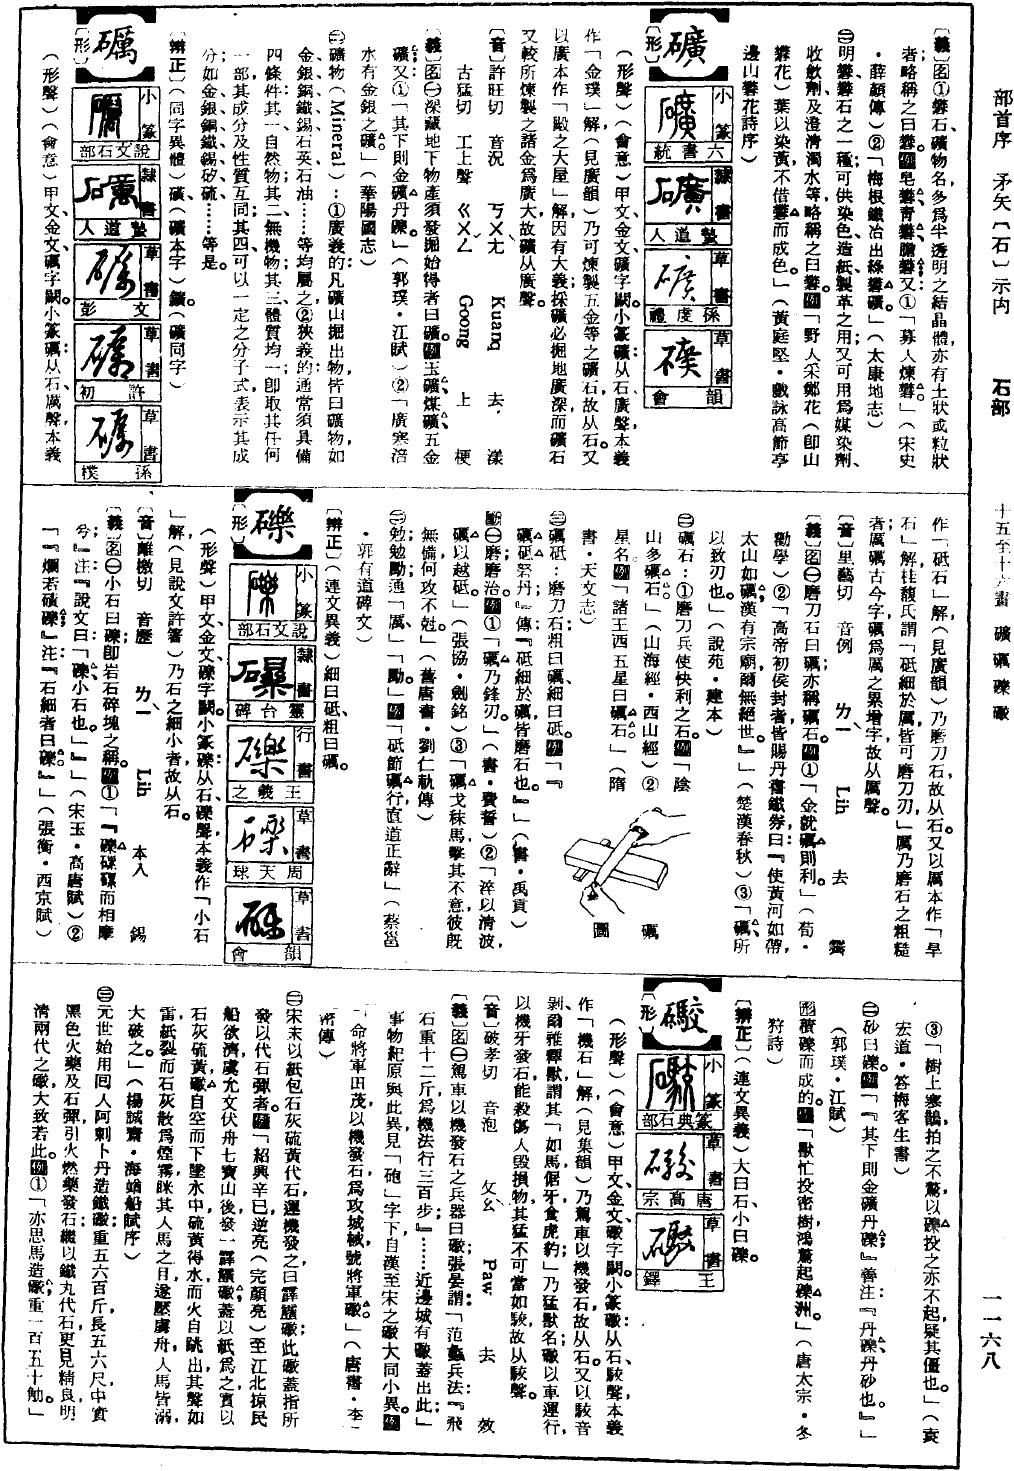 部首序　矛矢〔石〕示内　石部　十五至十六畫　礦礪礫礮　一一六八
〔義〕名①礬石礦物名多爲半透明之結晶體亦有土狀或粒狀
者略稱之曰礬例皂礬青礬膽礬又①「募人煉礬。」（宋史
・薛顏傳）②「梅根鐵冶出綠礬礦。」（太康地志）
㊁明礬礬石之一種可供染色造紙製革之用又可用爲媒染劑、
收斂劑及澄清濁水等略稱之曰礬。例「野人采鄭花（卽山
礬花）葉以染黃不借礬而成色。」（黃庭堅・戲詠高節亭
邊山礬花詩序）
礦
〔形〕
小篆　六書統
隸書　蟄道人
草書　孫度禮
草書　韻會
（形聲）（會意）甲文金文、礦字闕。小篆礦从石廣聲，本義
作「金璞」解（見廣韻）乃可煉製五金等之礦石，故从石。又
以廣本作「殿之大屋」解，因有大義；採礦必掘地廣深，而礦石
又較所煉製之諸金爲廣大，故礦从廣聲。
〔音〕許旺切　音況　ㄎㄨㄤˋ　Kuang　去　漾
古猛切　工上聲　ㄍㄨㄥˇ　Goong　上　梗
〔義〕名㊀深藏地下物產須發掘始得者曰礦例玉礦、煤礦、五金
礦又：①「其下則金礦丹礫。」（郭璞・江賦）②「廣寒涪
水有金銀之礦。」（華陽國志）
㊁礦物（Mineral）：①廣義的：凡礦山掘出物皆曰礦物，如
金、銀、銅、鐵、錫、石英、石油……等均屬之。②狹義的：通常須具備
四條件：其一自然物；其二無機物；其三體質均一，卽取其任何
一部，其成分及性質互同；其四可以一定之分子式表示其成
分，如金、銀、銅、鐵、錫、矽、硫……等是。
〔辨正〕（同字異體）礦（礦本字）鑛（礦同字）
礪
〔形〕
小篆　說文石部
隸書　蟄道人
草書　文彭
草書　許初
草書　孫樸
（形聲）（會意）甲文、金文礪字闕。小篆礪从石厲聲，本義
作「砥石」解（見廣韻）乃磨刀石，故从石。又以厲本作「旱
石」解，桂馥氏謂「砥細於厲，皆可磨刀刃」厲乃磨石之粗糙
者，厲礪古今字，礪爲厲之累增字，故从厲聲。
〔音〕里藝切　音例　ㄌㄧˋ　Lih　去　霽
〔義〕名㊀磨刀石曰礪亦稱礪石例①「金就礪則利。」（荀・
勸學）②「高帝初，侯封者皆賜丹書鐵券曰：『使黃河如帶，
太山如礪，漢有宗廟，爾無絕世。』」（楚漢春秋）③「礪所
以致刃也。」（說苑・建本）
㊁礪石：①磨刀兵使快利之石例「陰
山多礪石。」（山海經・西山經）②
星名例「諸王西五星曰礪石。」（隋
書・天文志）
礪圖
㊂礪砥：磨刀石，粗曰礪，細曰砥。例「『
礪砥砮丹』傳『砥細於礪，皆磨石也。』」（書・禹貢）
動㊀磨、磨治。例①「礪乃鋒刃。」（書・費誓）②「淬以清波，
礪以越砥。」（張協・劍銘）③「礪戈秣馬，擊其不意，彼旣
無備，何攻不尅。」（舊唐書・劉仁軌傳）
㊁勉、勉勵；通「厲」、「勵」。例「砥節礪行，直道正辭」（蔡邕
・郭有道碑文）
〔辨正〕（連文異義）細曰砥、粗曰礪。
礫
〔形〕
小篆　說文石部
隸書　靈台碑
行書　王羲之
草書　周天球
草書　韻會
（形聲）甲文金文礫字闕。小篆礫从石礫聲，本義作「小石
」解（見說文許箸）乃石之細小者，故从石。
〔音〕離檄切　音歷　ㄌㄧˋ　Lih　本入　錫
〔義〕名㊀小石曰礫卽岩石碎塊之稱。例①「『礫磥磥而相摩
今』注『說文曰：「礫，小石也。」』」（宋玉・高唐賦）②
「『爛若磧礫』注『石細者曰礫。』」（張衡・西京賦）
③「樹上寒鵲，拍之不驚，以礫投之，亦不起，疑其僵也。」（袁
宏道・答梅客生書）
㊁砂曰礫。例「『其下則金礦丹礫』善注『丹礫，丹砂也。』」
（郭璞・江賦）
形積礫而成的。例「獸忙投密樹，鴻驚起礫洲。」（唐太宗・冬
狩詩）
〔辨正〕（連文異義）大曰石小曰礫。
礮
〔形〕
小篆　篆典石部
草書　唐高宗
草書　王鐸
（形聲）（會意）甲文、金文礮字闕。小篆礮从石駮聲，本義
作「機石」解（見集韻）乃駕車以機發石，故从石。又以駮音
剝，爾雅釋獸謂其「如馬倨牙食虎豹」乃猛獸名；礮以車運行，
以機牙發石，能殺傷人毀損物，其猛不可當如駮，故从駮聲。
〔音〕披孝切　音泡　ㄆㄠˋ　Paw　去　效
〔義〕名㊀駕車以機發石之兵器曰礮張晏謂「范蠡兵法『飛
石重十二斤，爲機法行三百步』……近邊城有礮，蓋出此」
事物紀原與此異；見「砲」字下。自漢至宋之礮，大同小異。例
「命將軍田茂以機發石爲攻城械，號將軍礮。」（唐書・李
密傳）
㊁宋末以紙包石灰硫黃代石運機發之曰霹靂礮，此礮蓋指所
發以代石彈者。例「紹興辛巳，逆亮（完顏亮）至江北，掠民
船欲濟，虞允文伏舟七寶山後，發一霹靂礮，蓋以紙爲之，實以
石灰硫黃，礮自空而下，墜水中，硫黃得水而火自跳出，其聲如
雷，紙裂而石灰散爲煙霧，眯其人馬之目，遂壓虜舟，人馬皆溺，
大破之。」（楊誠齋・海鰌船賦序）
㊂元世始用回人阿剌卜丹造鐵礮，重五六百斤，長五六尺，中實
黑色火藥及石彈，引火燃藥發石；繼以鐵丸代石，更見精良；明
淸兩代之礮，大致若此。例①「亦思馬造礮，重一百五十觔。」